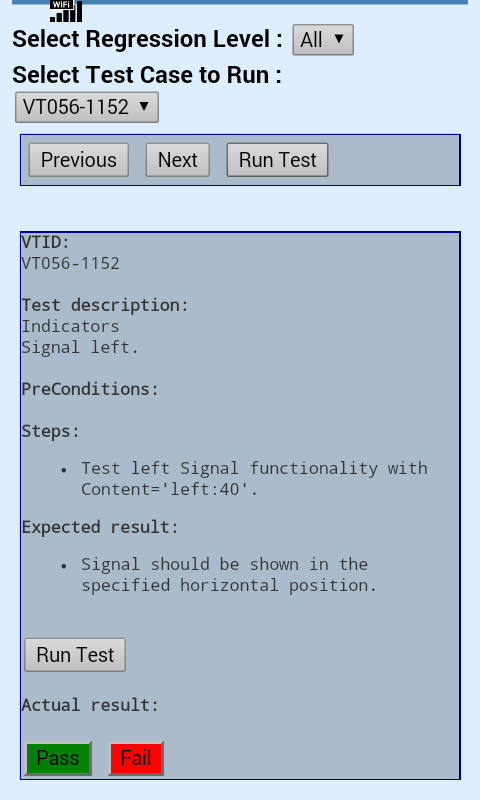 WiFi
Select Regression Level : All
Select Test Case to Run :
VT056-1152
Previous Next Run Test
VTID:
VT056-1152
Test description:
Indicators
Signal left.
PreConditions:
Steps:
• Test left Signal functionality with
Content='left:40'.
Expected result:
• Signal should be shown in the
specified horizontal position.
Run Test
Actual result:
Pass Fail